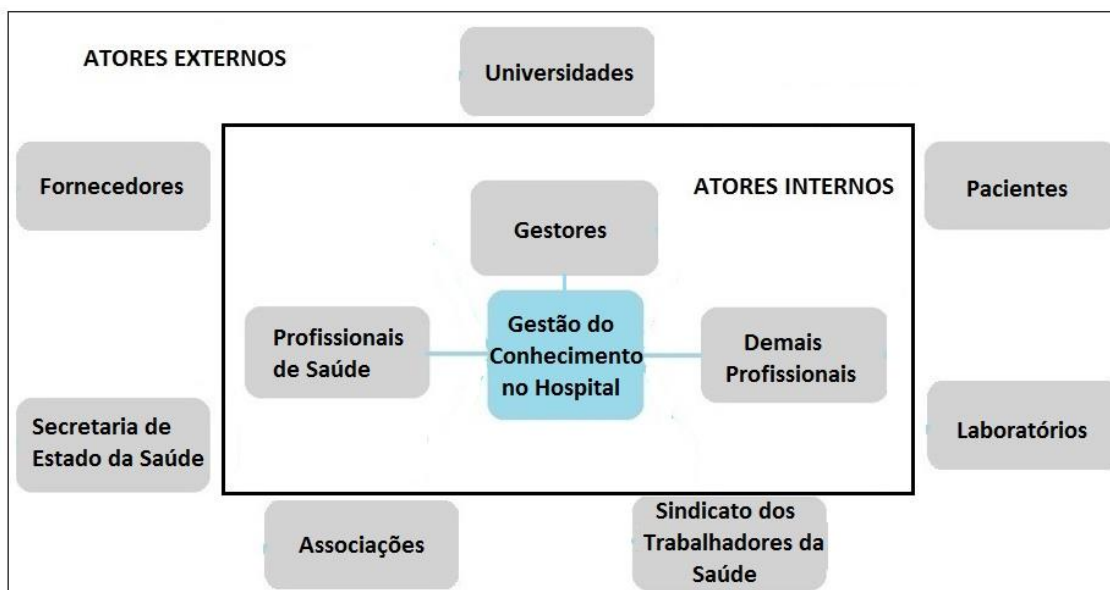 ATORES EXTERNOS
Universidades
Fornecedores
ATORES INTERNOS
Pacientes
Gestores
Profissionais
de Saúde
Gestão do
Conhecimento
no Hospital
Demais
Profissionais
Secretaria de
Estado da Saúde
Laboratórios
Associações
Sindicato dos
Trabalhadores da
Saúde